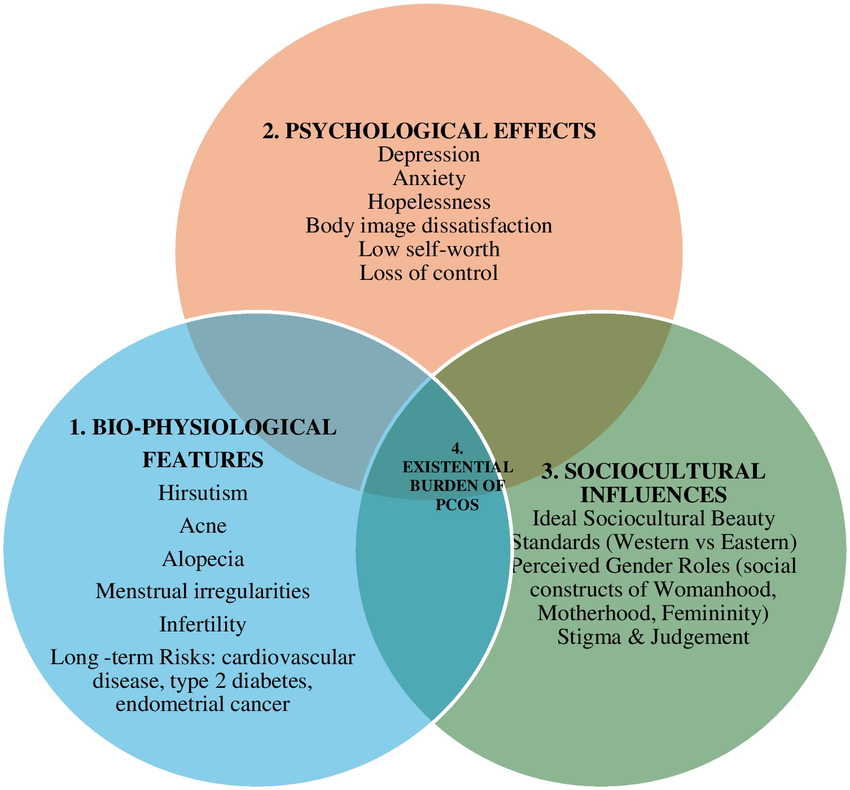 2. PSYCHOLOGICAL EFFECTS
Depression
Anxiety
Hopelessness
Body image dissatisfaction
Low self-worth
Loss of control
1. BIO-PHYSIOLOGICAL
FEATURES
Hirsutism
Acne
Alopecia
Menstrual irregularities
Infertility
Long -term Risks: cardiovascular
disease, type 2 diabetes,
endometrial cancer
4.
EXISTENTIAL
BURDEN OF
PCOS
3. SOCIOCULTURAL
INFLUENCES
Ideal Sociocultural Beauty
Standards (Western vs Eastern)
Perceived Gender Roles (social
constructs of Womanhood,
Motherhood, Femininity)
Stigma & Judgement